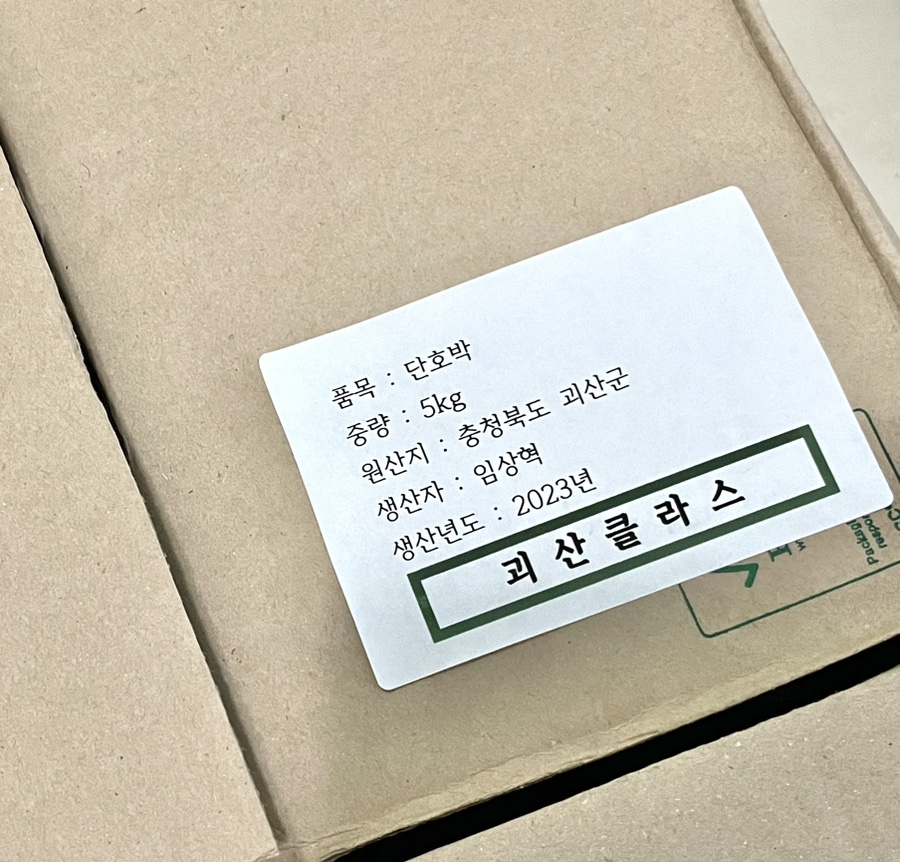 품목 : 단호박
중량 : 5kg
원산지 : 충청북도 괴산군
생산자 : 임상혁
생산년도 : 2023년
괴산클라스